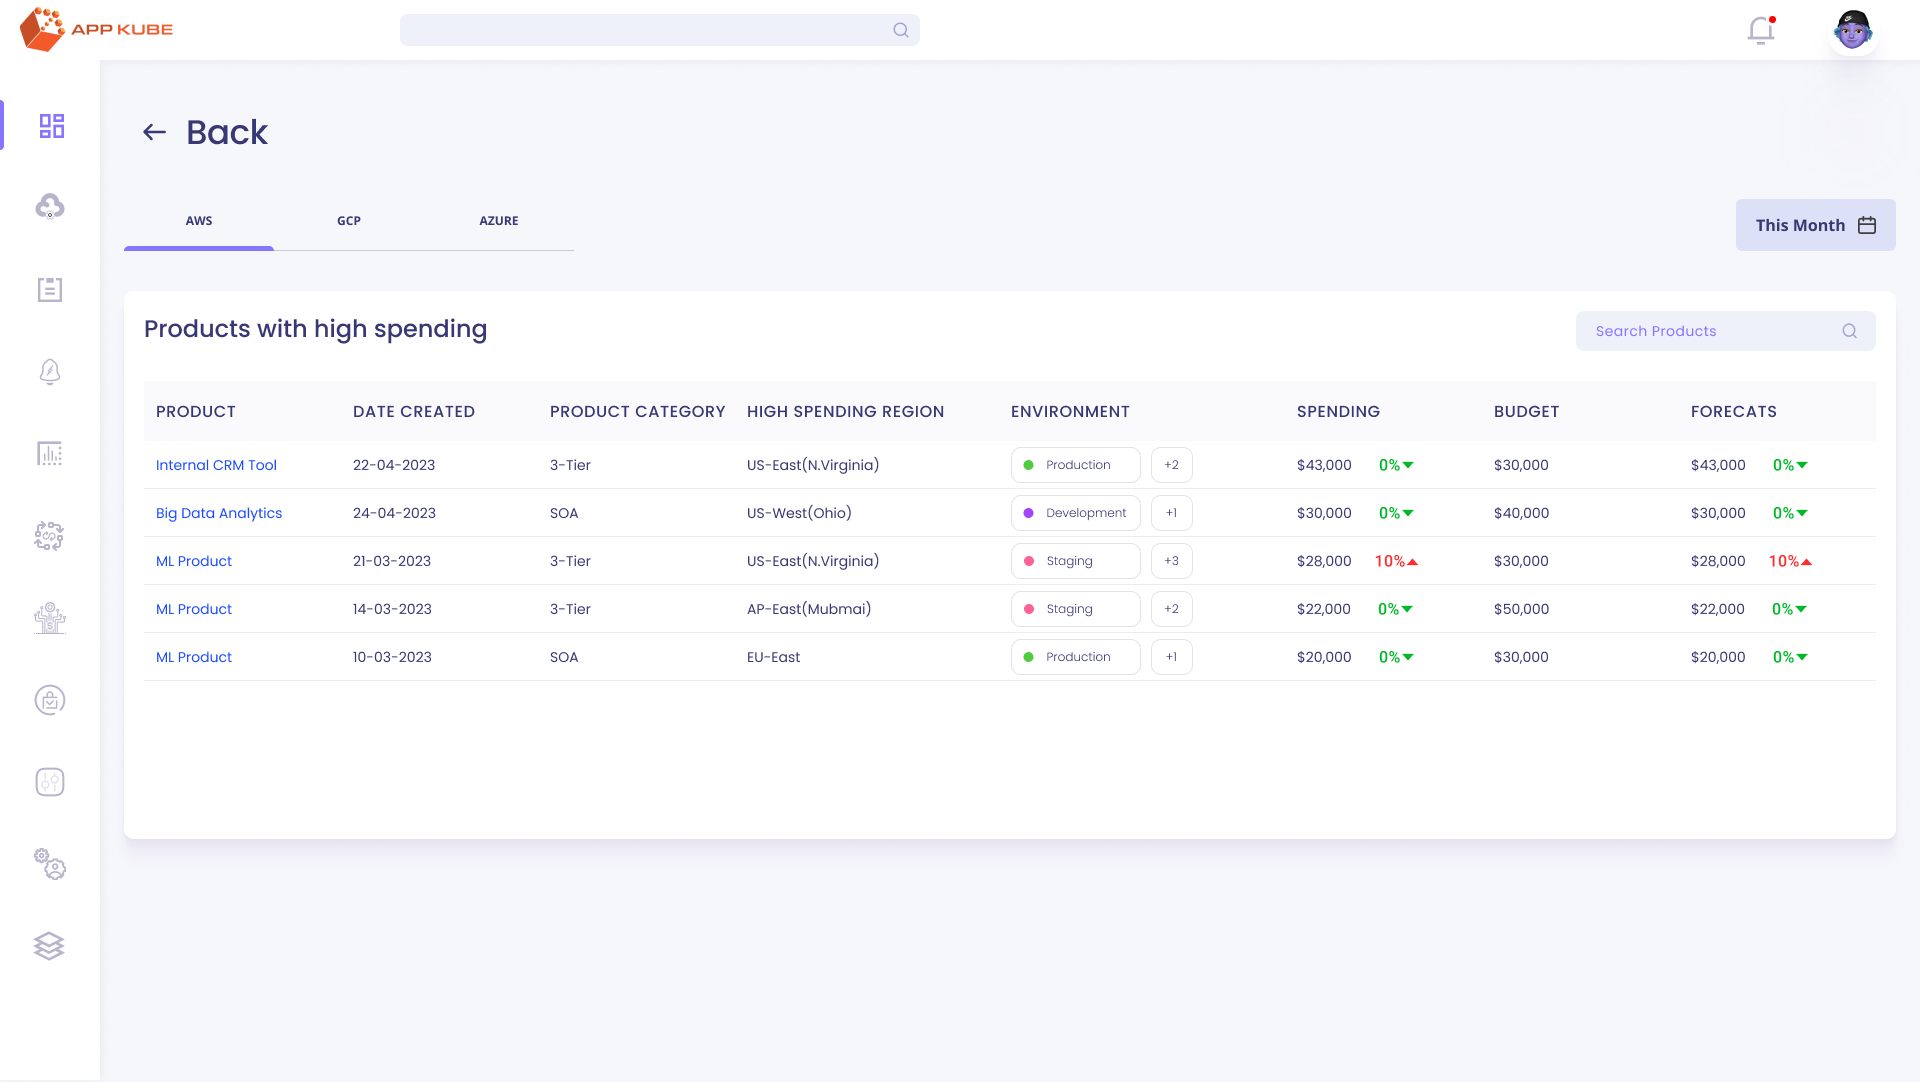 APP KUBE
Back
AWS GCP AZURE
This Month
Products with high spending
Search Products
PRODUCT DATE CREATED PRODUCT CATEGORY HIGH SPENDING REGION ENVIRONMENT SPENDING BUDGET FORECATS
Internal CRM Tool 22-04-2023 3-Tier US-East(N.Virginia) Production +2 $43,000 0% $30,000 $43,000 0%
Big Data Analytics 24-04-2023 SOA US-West(Ohio) Development +1 $30,000 0% $40,000 $30,000 0%
ML Product 21-03-2023 3-Tier US-East(N.Virginia) Staging +3 $28,000 10% $30,000 $28,000 10%
ML Product 14-03-2023 3-Tier AP-East(Mubmai) Staging +2 $22,000 0% $50,000 $22,000 0%
ML Product 10-03-2023 SOA EU-East Production +1 $20,000 0% $30,000 $20,000 0%